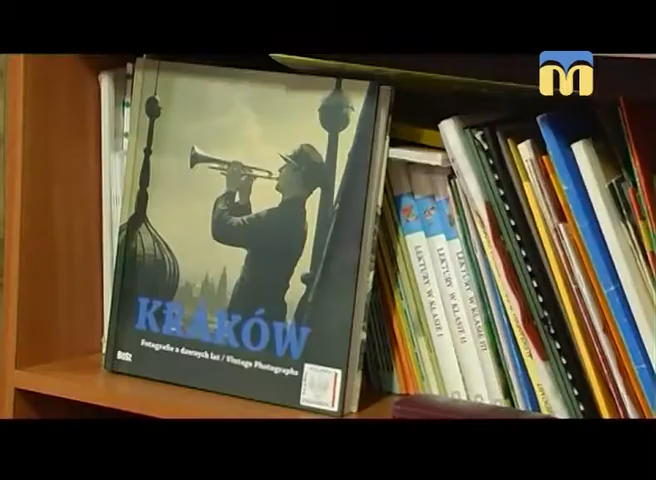 M
KRAKÓW
Fotografie z dawnych lat / Vintage Photographs
BOSZ
LEKTURY W KLASIE I
LEKTURY W KLASIE II
LEKTURY W KLASIE III